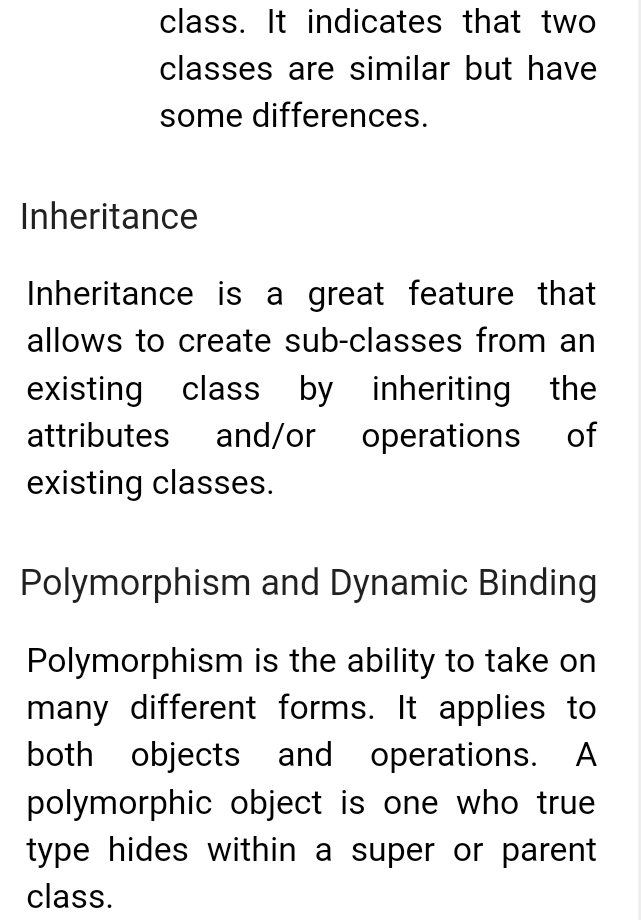 class. It indicates that two
classes are similar but have
some differences.
Inheritance
Inheritance is a great feature that
allows to create sub-classes from an
existing class by inheriting the
attributes and/or operations of
existing classes.
Polymorphism and Dynamic Binding
Polymorphism is the ability to take on
many different forms. It applies to
both objects and operations. A
polymorphic object is one who true
type hides within a super or parent
class.